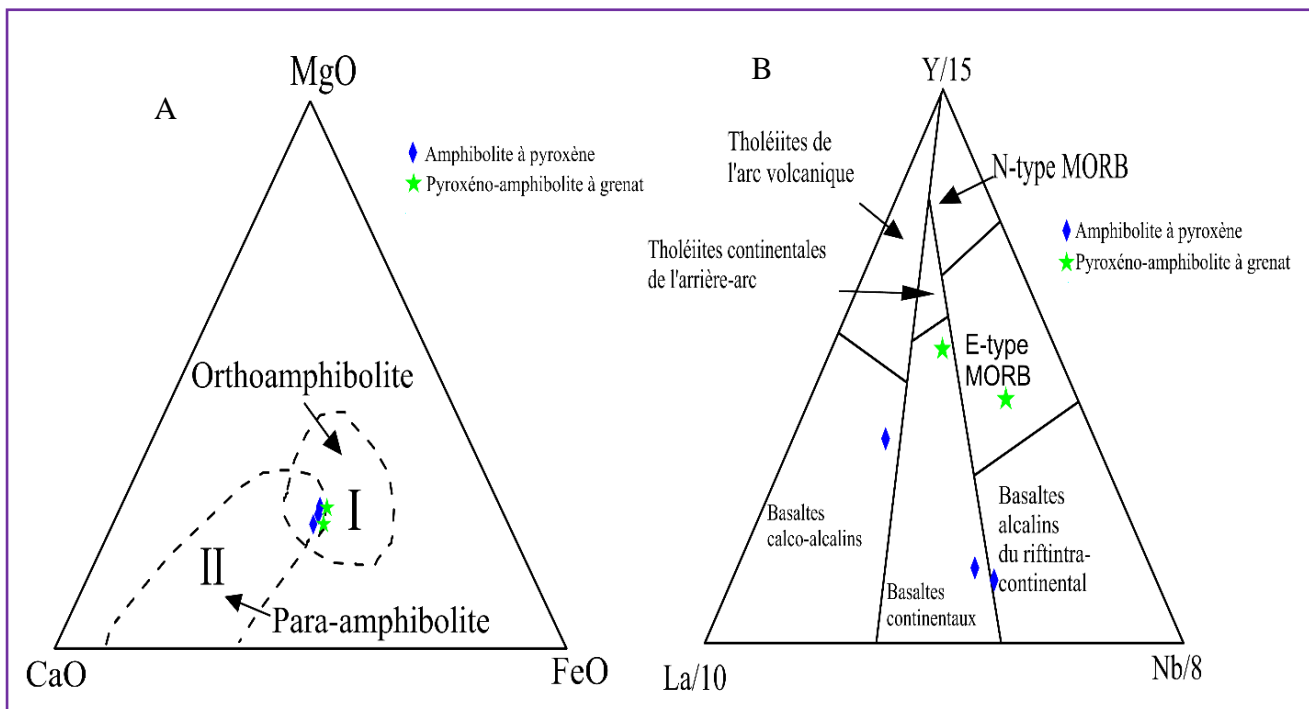 A
MgO
Amphibolite à pyroxène
Pyroxéno-amphibolite à grenat
Orthoamphibolite
I
II
Para-amphibolite
CaO
FeO
B
Y/15
Tholéiites de
l'arc volcanique
N-type MORB
Amphibolite à pyroxène
Pyroxéno-amphibolite à grenat
Tholéiites continentales
de l'arrière-arc
E-type
MORB
Basaltes
calco-alcalins
Basaltes
continentaux
Basaltes
alcalins
du riftintra-
continental
La/10
Nb/8